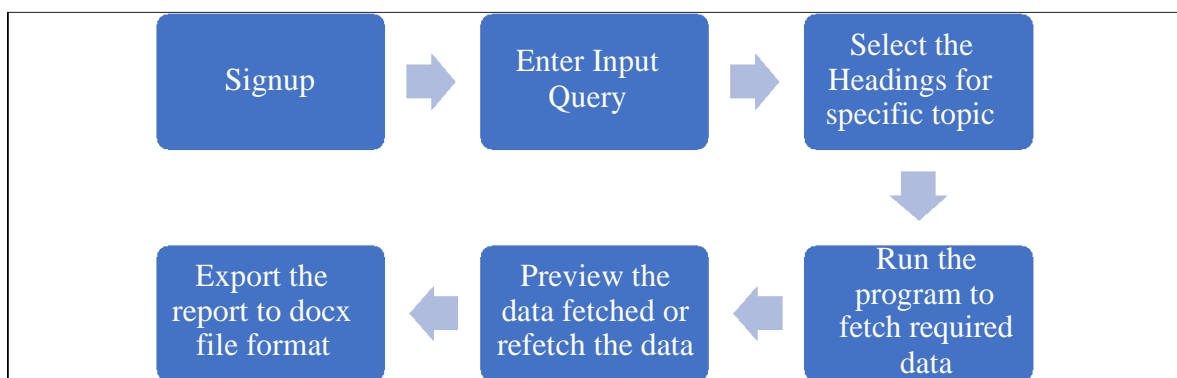 Signup
Enter Input
Query
Select the
Headings for
specific topic
Run the
program to
fetch required
data
Preview the
data fetched or
refetch the data
Export the
report to docx
file format